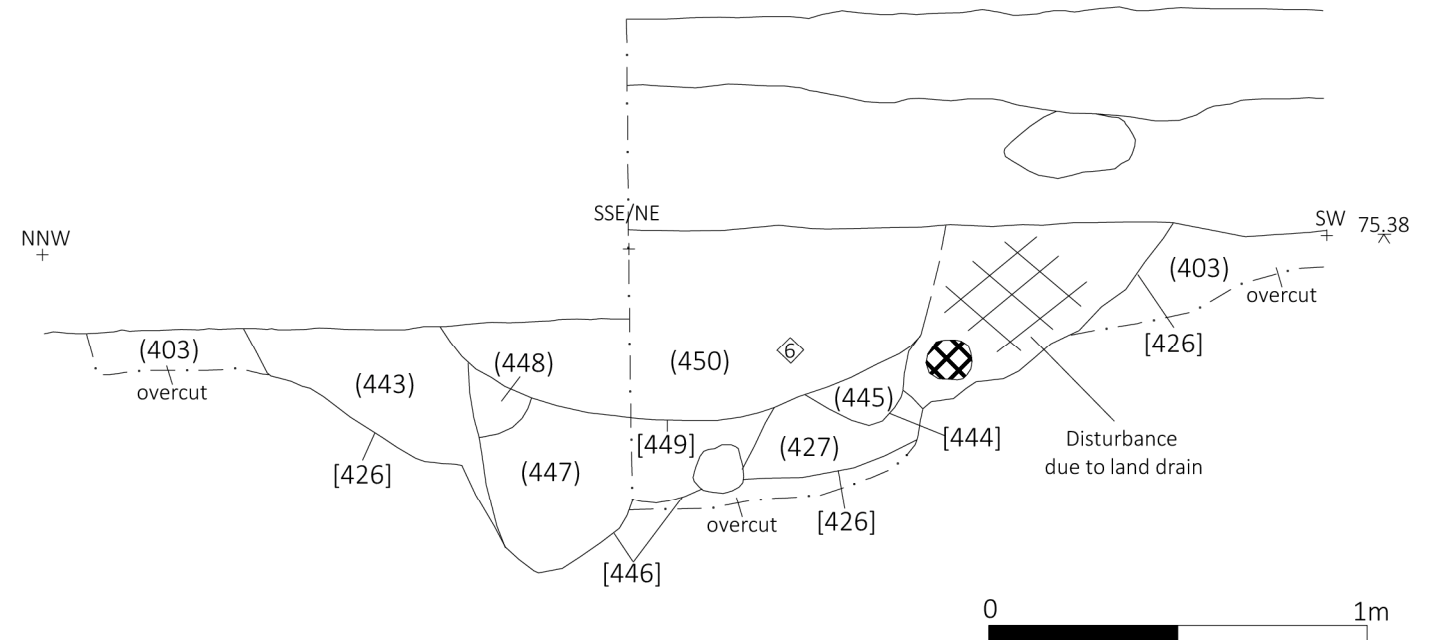 SSE/NE
SW 75.38
NNW
(403)
overcut
(403)
overcut
(448)
(450)
6
[426]
(443)
(445)
[426]
(447)
[449]
(427)
[444]
Disturbance
due to land drain
overcut
[426]
[446]
0 1m